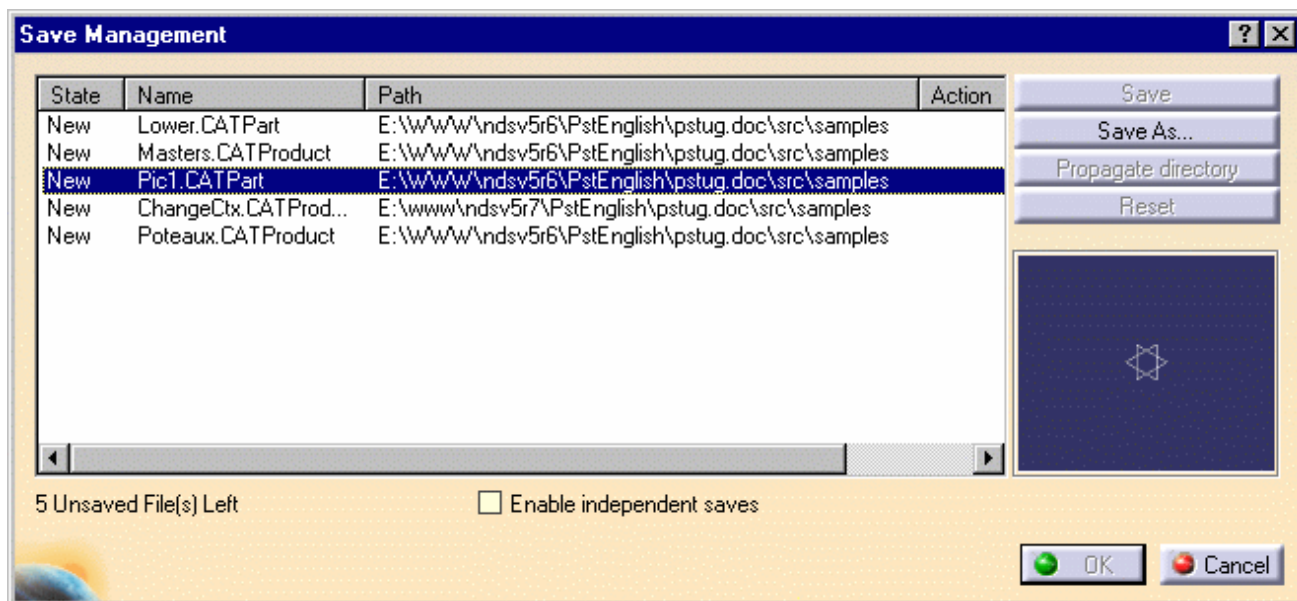 Save Management
State Name Path Action
New Lower.CATPart E:\WWW\ndsv5r6\PstEnglish\pstug.doc\src\samples
New Masters.CATProduct E:\WWW\ndsv5r6\PstEnglish\pstug.doc\src\samples
New Pic1.CATPart E:\WWW\ndsv5r6\PstEnglish\pstug.doc\src\samples
New ChangeCtx.CATProd... E:\www\ndsv5r7\PstEnglish\pstug.doc\src\samples
New Poteaux.CATProduct E:\WWW\ndsv5r6\PstEnglish\pstug.doc\src\samples
Save
Save As...
Propagate directory
Reset
5 Unsaved File(s) Left
Enable independent saves
OK Cancel